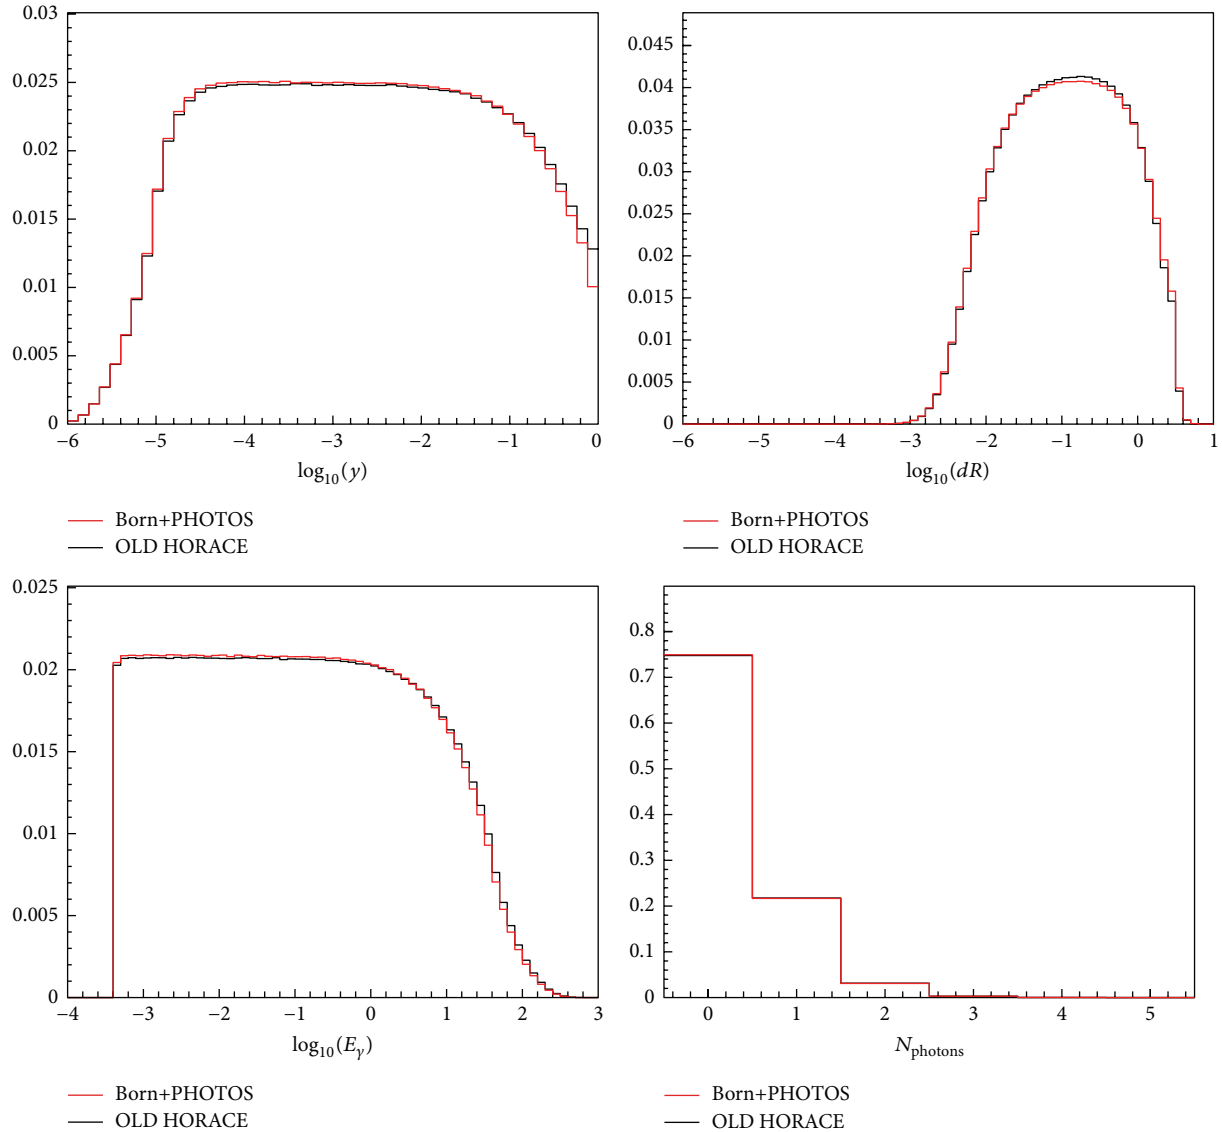 0.03
0.025
0.02
0.015
0.01
0.005
0
−6 −5 −4 −3 −2 −1 0
log₁₀(y)
Born+PHOTOS
OLD HORACE
0.045
0.04
0.035
0.03
0.025
0.02
0.015
0.01
0.005
0
−6 −5 −4 −3 −2 −1 0 1
log₁₀(dR)
Born+PHOTOS
OLD HORACE
0.025
0.02
0.015
0.01
0.005
0
−4 −3 −2 −1 0 1 2 3
log₁₀(Eγ)
Born+PHOTOS
OLD HORACE
0.8
0.7
0.6
0.5
0.4
0.3
0.2
0.1
0
0 1 2 3 4 5
Nphotons
Born+PHOTOS
OLD HORACE